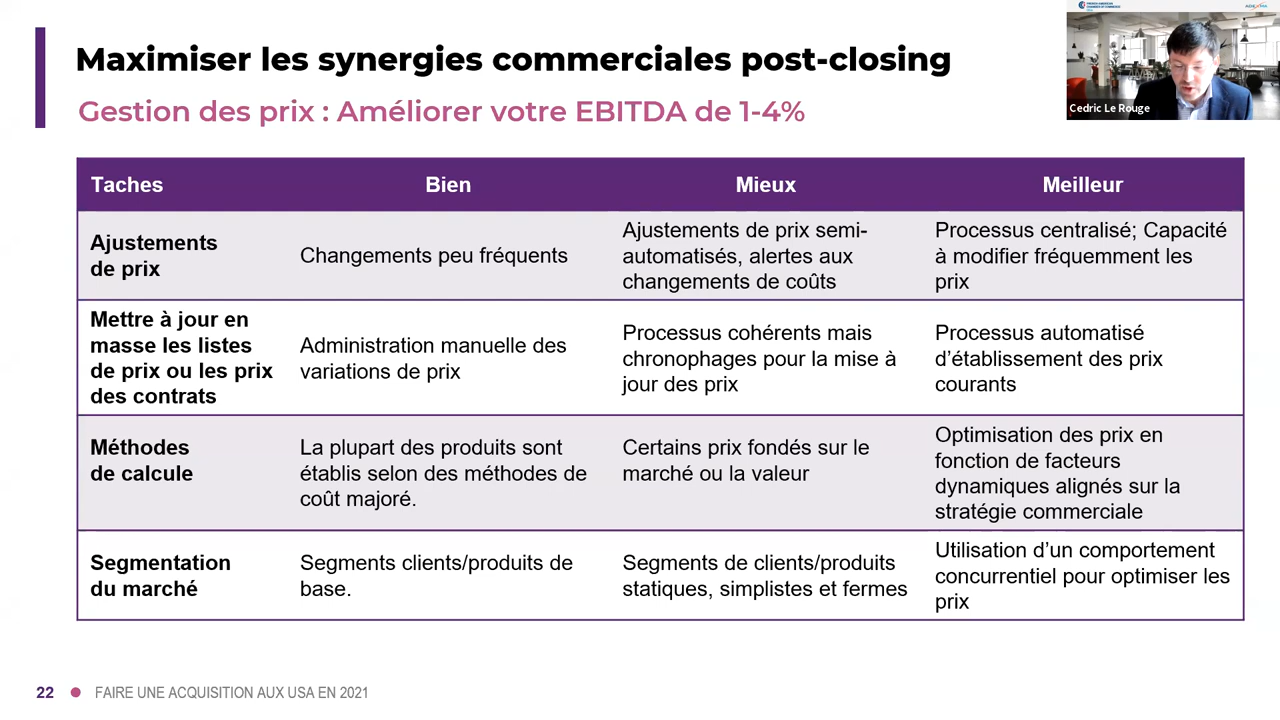 Maximiser les synergies commerciales post-closing
Gestion des prix : Améliorer votre EBITDA de 1-4%
Cedric Le Rouge
Taches
Bien
Mieux
Meilleur
Ajustements
de prix
Changements peu fréquents
Ajustements de prix semi-
automatisés, alertes aux
changements de coûts
Processus centralisé; Capacité
à modifier fréquemment les
prix
Mettre à jour en
masse les listes
de prix ou les prix
des contrats
Administration manuelle des
variations de prix
Processus cohérents mais
chronophages pour la mise à
jour des prix
Processus automatisé
d’établissement des prix
courants
Méthodes
de calcule
La plupart des produits sont
établis selon des méthodes de
coût majoré.
Certains prix fondés sur le
marché ou la valeur
Optimisation des prix en
fonction de facteurs
dynamiques alignés sur la
stratégie commerciale
Segmentation
du marché
Segments clients/produits de
base.
Segments de clients/produits
statiques, simplistes et fermes
Utilisation d’un comportement
concurrentiel pour optimiser les
prix
22
FAIRE UNE ACQUISITION AUX USA EN 2021